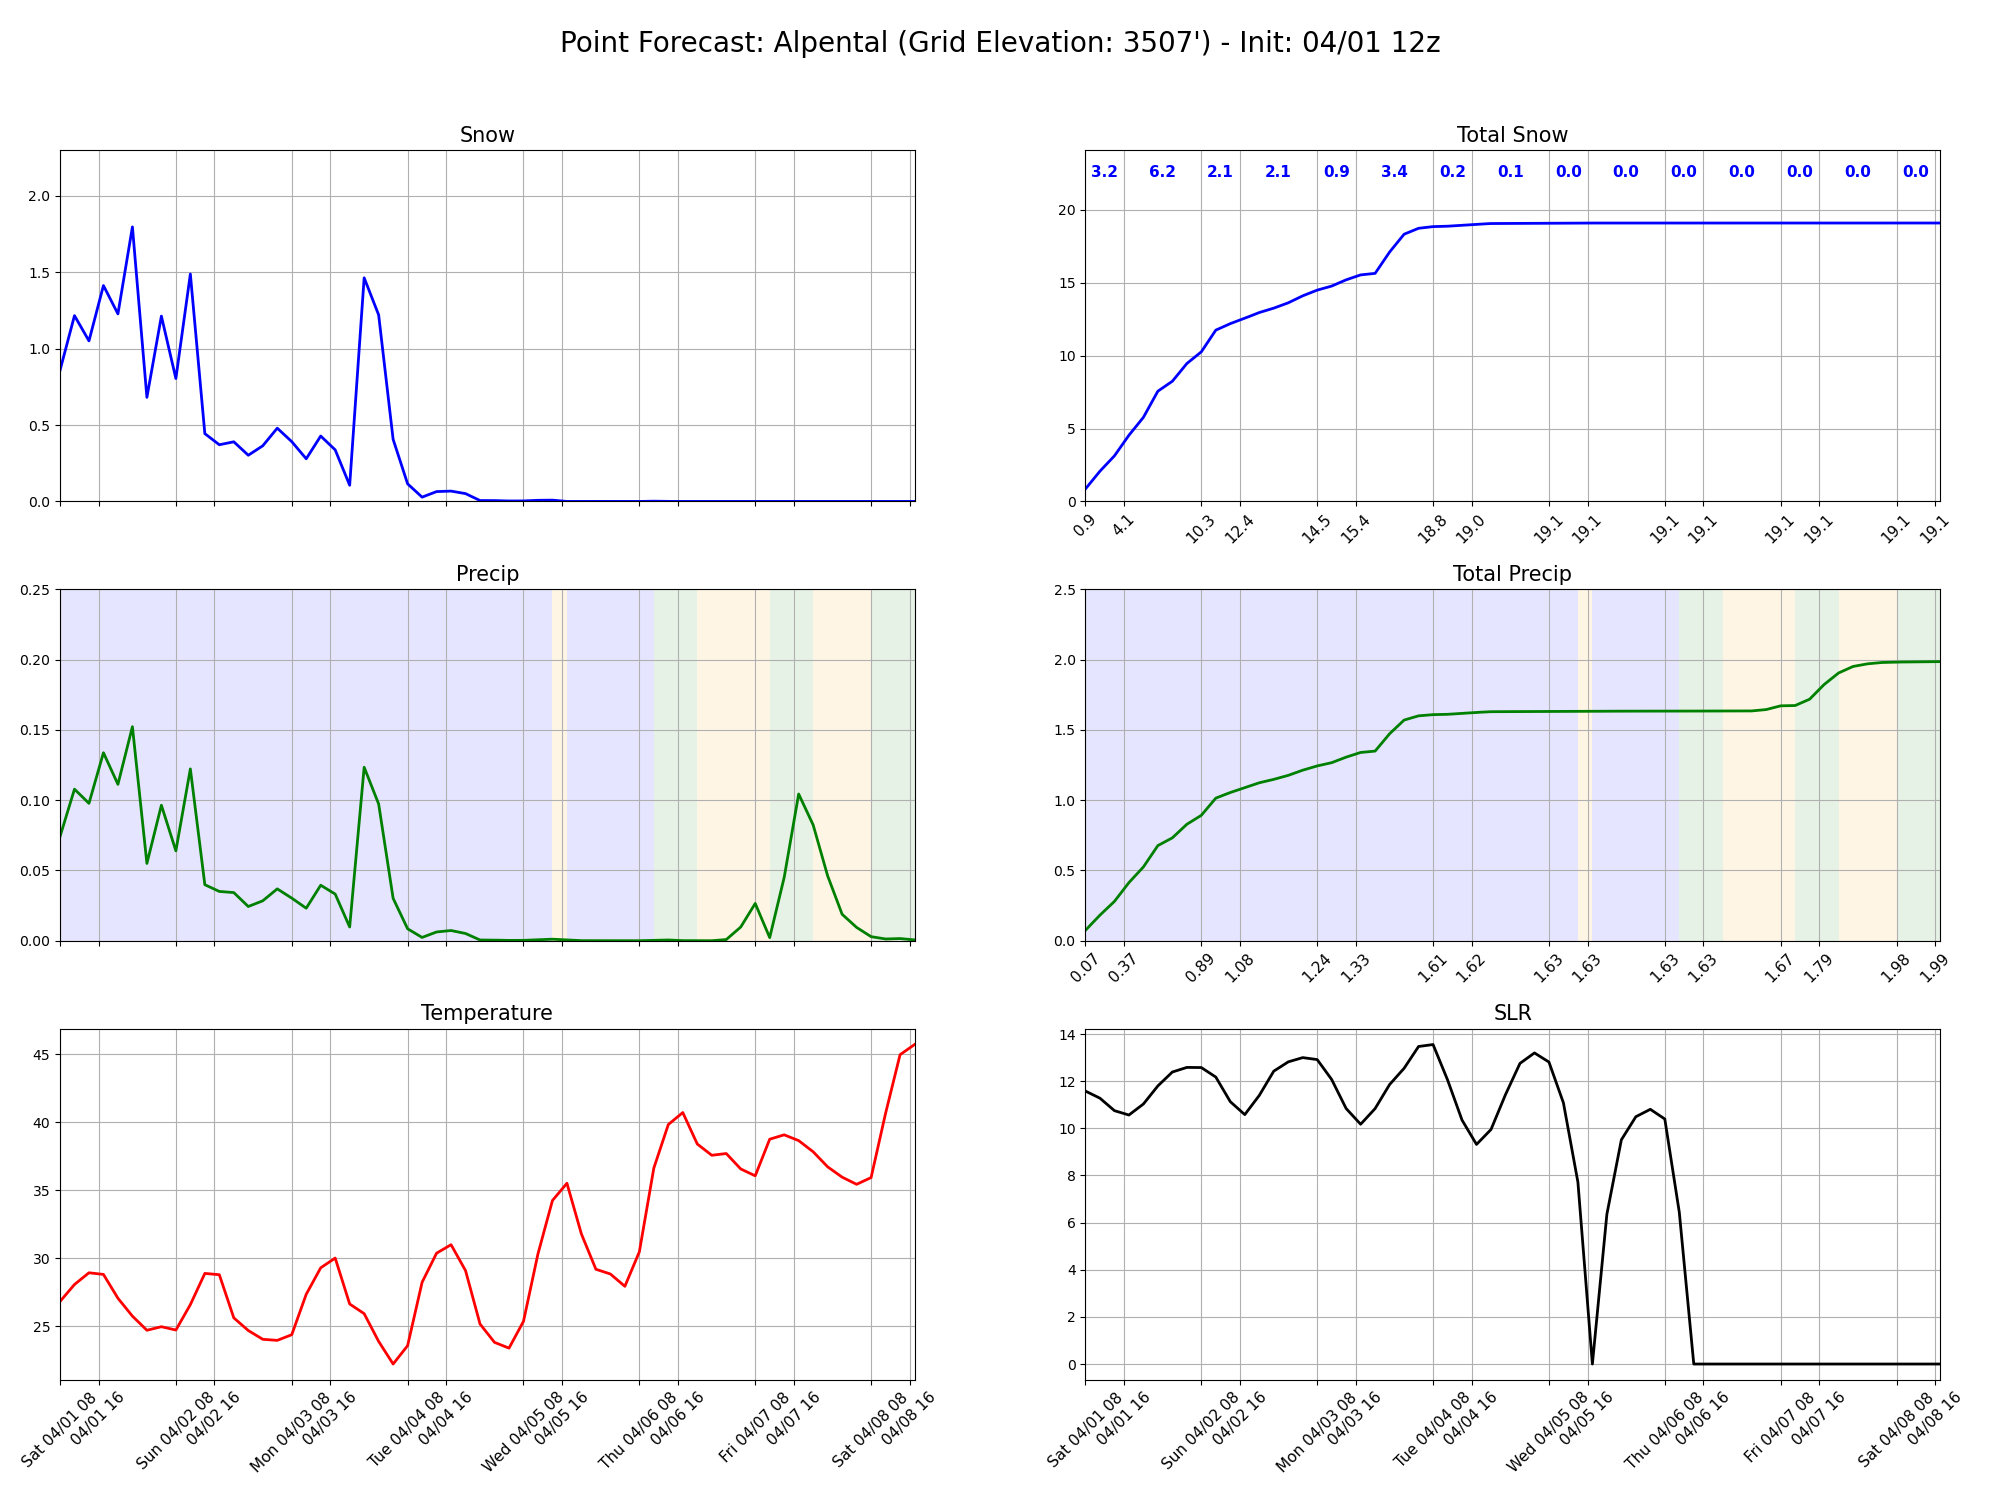 Point Forecast: Alpental (Grid Elevation: 3507') - Init: 04/01 12z
Snow
2.0
1.5
1.0
0.5
0.0
Total Snow
3.2 6.2 2.1 2.1 0.9 3.4 0.2 0.1 0.0 0.0 0.0 0.0 0.0 0.0 0.0
20
15
10
5
0
0.9 4.1 10.3 12.4 14.5 15.4 18.8 19.0 19.1 19.1 19.1 19.1 19.1 19.1 19.1 19.1
Precip
0.25
0.20
0.15
0.10
0.05
0.00
Total Precip
2.5
2.0
1.5
1.0
0.5
0.0
0.07 0.37 0.89 1.08 1.24 1.33 1.61 1.62 1.63 1.63 1.63 1.63 1.67 1.79 1.98 1.99
Temperature
45
40
35
30
25
Sat 04/01 08
04/01 16
Sun 04/02 08
04/02 16
Mon 04/03 08
04/03 16
Tue 04/04 08
04/04 16
Wed 04/05 08
04/05 16
Thu 04/06 08
04/06 16
Fri 04/07 08
04/07 16
Sat 04/08 08
04/08 16
SLR
14
12
10
8
6
4
2
0
Sat 04/01 08
04/01 16
Sun 04/02 08
04/02 16
Mon 04/03 08
04/03 16
Tue 04/04 08
04/04 16
Wed 04/05 08
04/05 16
Thu 04/06 08
04/06 16
Fri 04/07 08
04/07 16
Sat 04/08 08
04/08 16